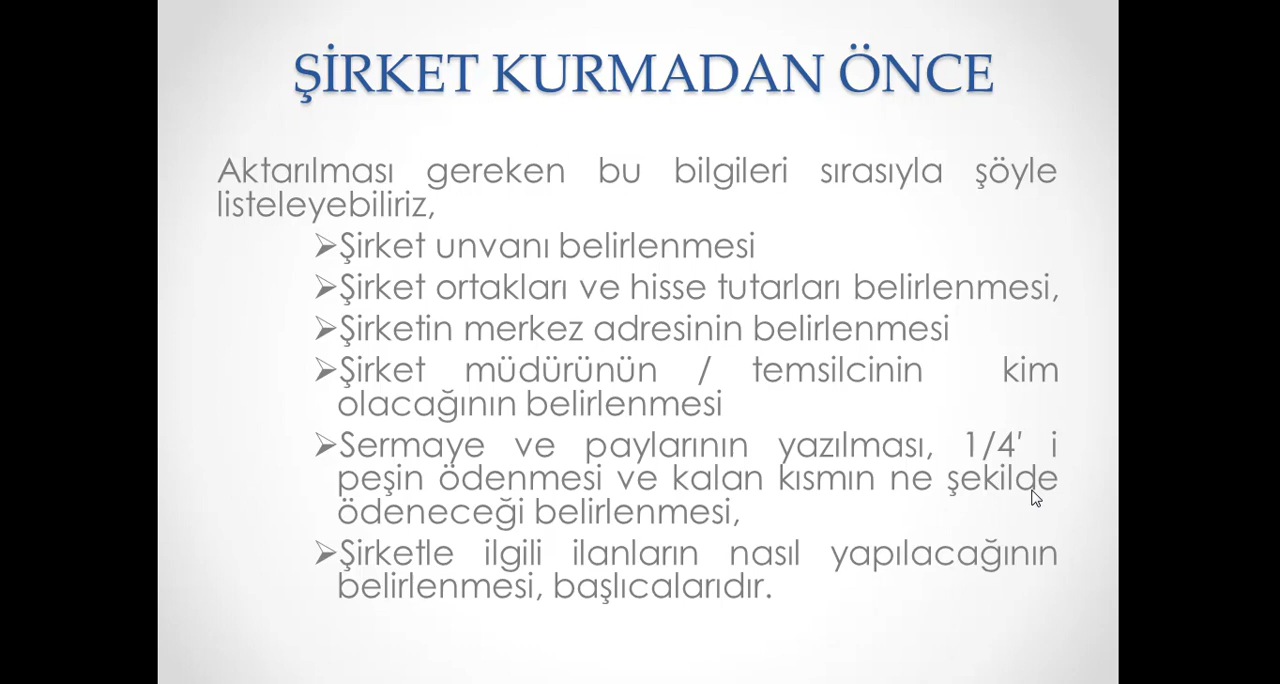 ŞİRKET KURMADAN ÖNCE
Aktarılması gereken bu bilgileri sırasıyla şöyle
listeleyebiliriz,
➢Şirket unvanı belirlenmesi
➢Şirket ortakları ve hisse tutarları belirlenmesi,
➢Şirketin merkez adresinin belirlenmesi
➢Şirket müdürünün / temsilcinin kim
olacağının belirlenmesi
➢Sermaye ve paylarının yazılması, 1/4' i
peşin ödenmesi ve kalan kısmın ne şekilde
ödeneceği belirlenmesi,
➢Şirketle ilgili ilanların nasıl yapılacağının
belirlenmesi, başlıcalarıdır.